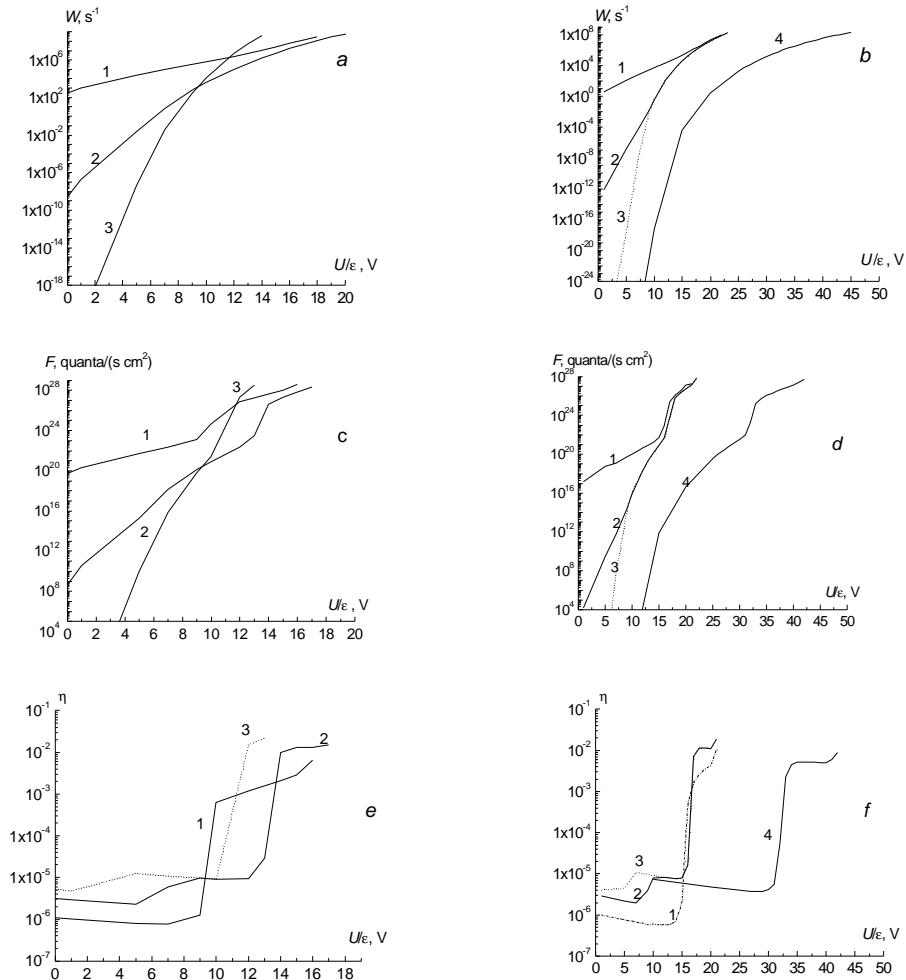 W, s⁻¹
1x10⁶
1x10²
1x10⁻²
1x10⁻⁶
1x10⁻¹⁰
1x10⁻¹⁴
10⁻¹⁸
0 2 4 6 8 10 12 14 16 18 20
U/ε , V
1
2
3
a
W, s⁻¹
1x10⁸
1x10⁴
1x10⁰
1x10⁻⁴
1x10⁻⁸
1x10⁻¹²
1x10⁻¹⁶
1x10⁻²⁰
10⁻²⁴
0 5 10 15 20 25 30 35 40 45 50
U/ε , V
1
2
3
4
b
F, quanta/(s cm²)
10²⁸
10²⁴
10²⁰
10¹⁶
10¹²
10⁸
10⁴
0 2 4 6 8 10 12 14 16 18 20
U/ε , V
1
2
3
c
F, quanta/(s cm²)
10²⁸
10²⁴
10²⁰
10¹⁶
10¹²
10⁸
10⁴
0 5 10 15 20 25 30 35 40 45 50
U/ε , V
1
2
3
4
d
η
10⁻¹
10⁻²
10⁻³
1x10⁻⁴
1x10⁻⁵
10⁻⁶
10⁻⁷
0 2 4 6 8 10 12 14 16 18
U/ε, V
1
2
3
e
η
10⁻¹
10⁻²
10⁻³
1x10⁻⁴
1x10⁻⁵
10⁻⁶
10⁻⁷
0 5 10 15 20 25 30 35 40 45 50
U/ε, V
1
2
3
4
f